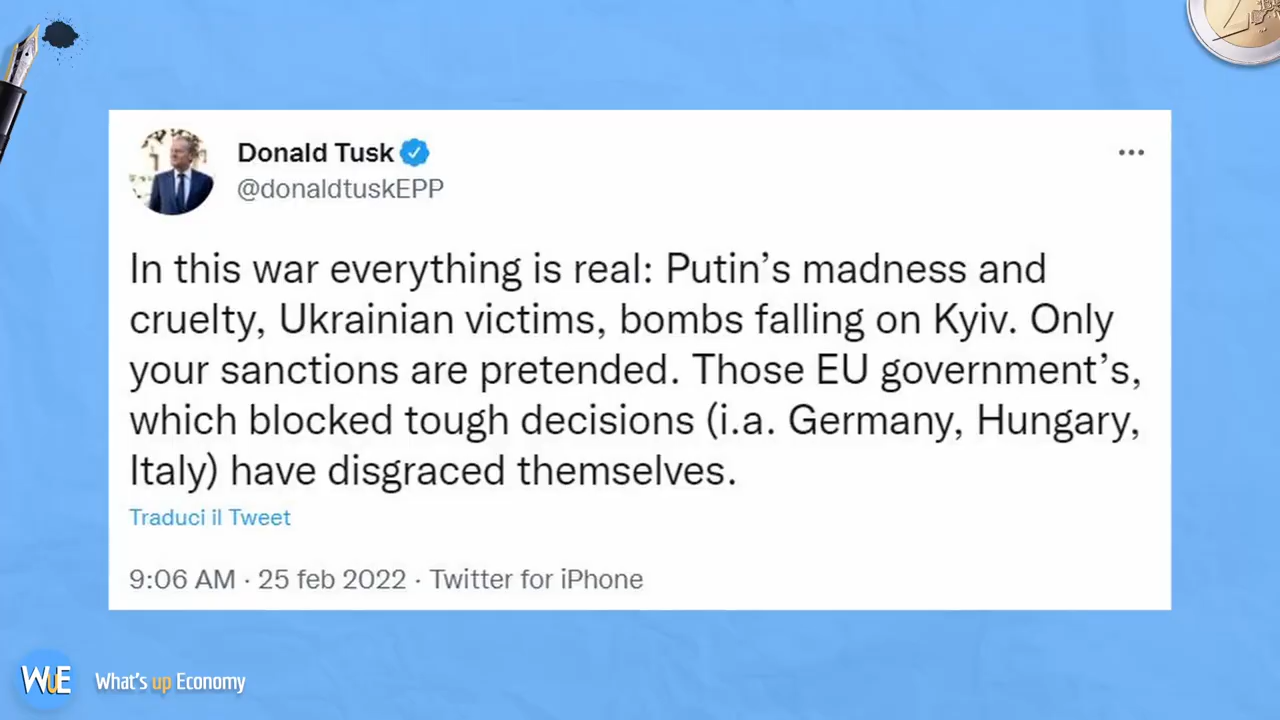 Donald Tusk
@donaldtuskEPP
In this war everything is real: Putin’s madness and
cruelty, Ukrainian victims, bombs falling on Kyiv. Only
your sanctions are pretended. Those EU government’s,
which blocked tough decisions (i.a. Germany, Hungary,
Italy) have disgraced themselves.
Traduci il Tweet
9:06 AM · 25 feb 2022 · Twitter for iPhone
WuE What's up Economy